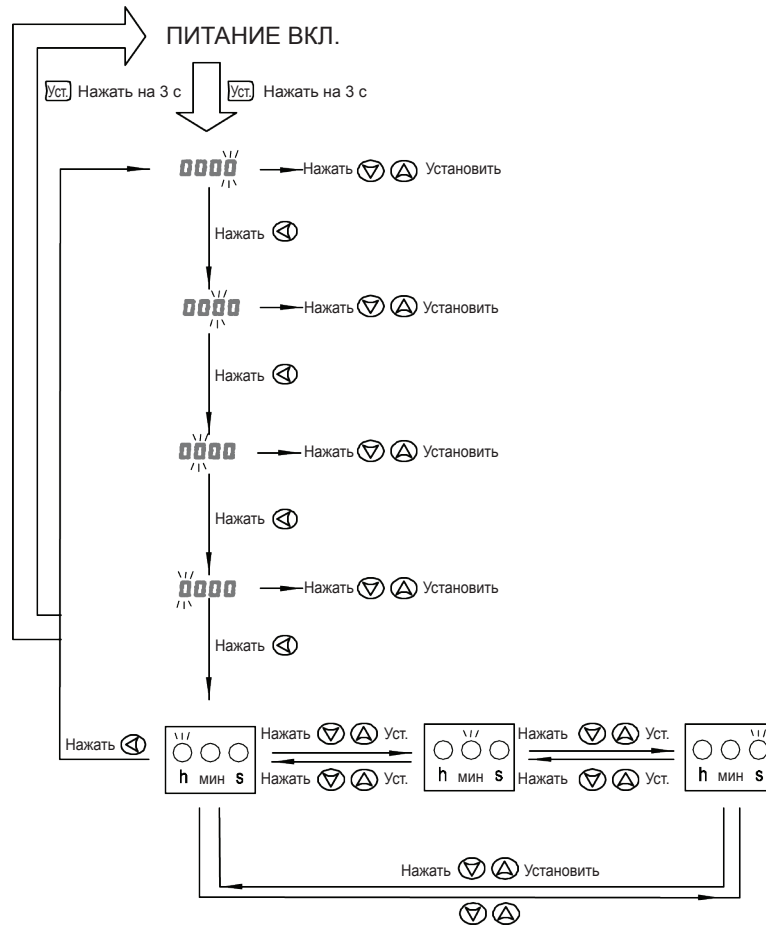 ПИТАНИЕ ВКЛ.
Уст. Нажать на 3 с Уст. Нажать на 3 с
0000 Нажать Установить
Нажать
0000 Нажать Установить
Нажать
0000 Нажать Установить
Нажать
0000 Нажать Установить
Нажать
Нажать Уст. Нажать Уст.
Нажать
h мин s h мин s h мин s
Нажать Уст. Нажать Уст.
Нажать Установить